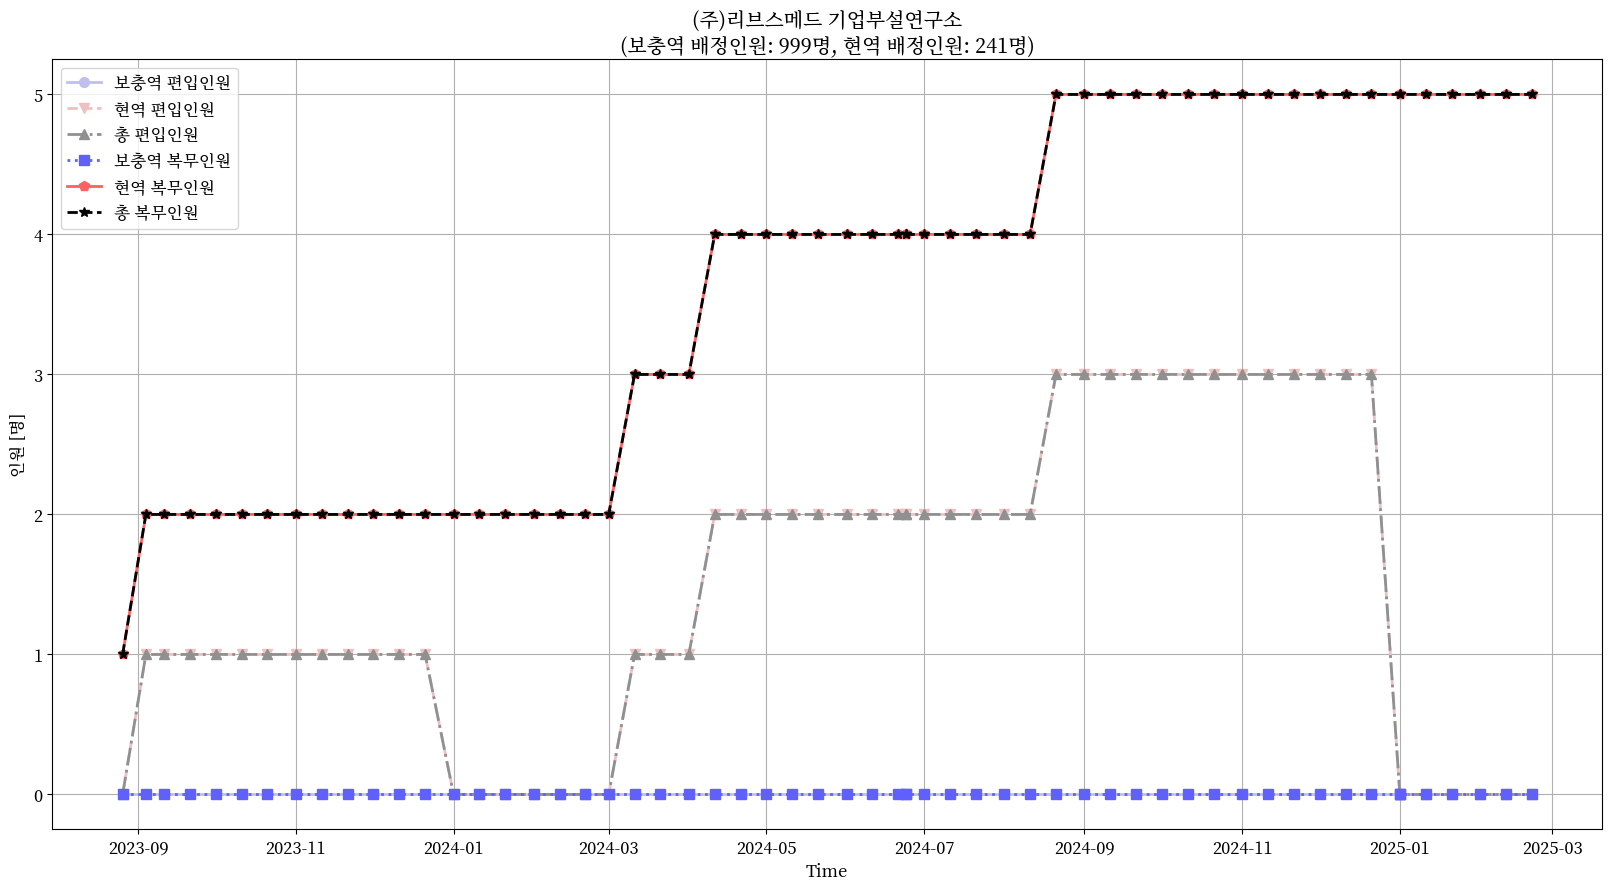 (주)리브스메드 기업부설연구소
(보충역 배정인원: 999명, 현역 배정인원: 241명)
보충역 편입인원
현역 편입인원
총 편입인원
보충역 복무인원
현역 복무인원
총 복무인원
5
4
3
2
1
0
인원 [명]
2023-09
2023-11
2024-01
2024-03
2024-05
2024-07
2024-09
2024-11
2025-01
2025-03
Time